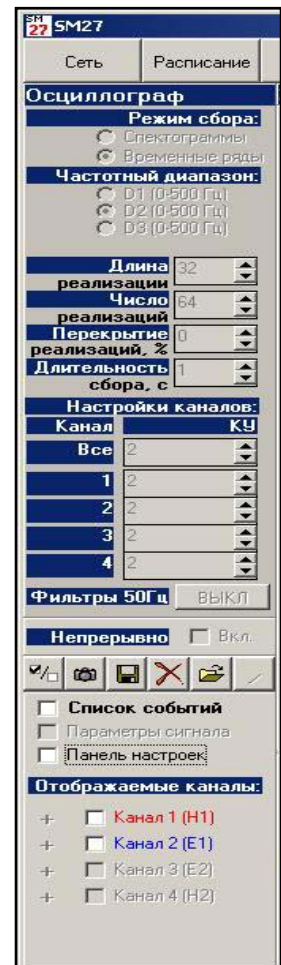 SM
27 SM27
Сеть Расписание
Осциллограф
Режим сбора:
Спектограммы
Временные ряды
Частотный диапазон:
D1 (0-500 Гц)
D2 (0-500 Гц)
D3 (0-500 Гц)
Длина
реализации 32
Число
реализаций 64
Перекрытие
реализаций, % 0
Длительность
сбора, с 1
Настройки каналов:
Канал КУ
Все 2
1 2
2 2
3 2
4 2
Фильтры 50Гц ВЫКЛ
Непрерывно Вкл.
Список событий
Параметры сигнала
Панель настроек
Отображаемые каналы:
Канал 1 (H1)
Канал 2 (E1)
Канал 3 (E2)
Канал 4 (H2)